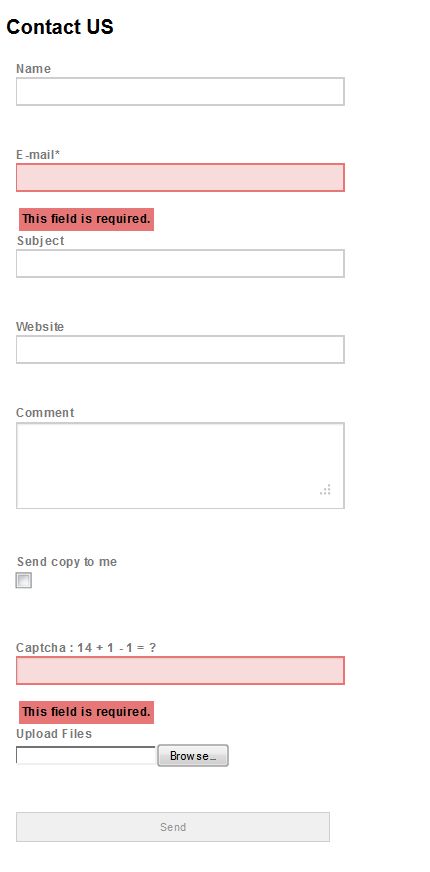 Contact US
Name
E-mail*
This field is required.
Subject
Website
Comment
Send copy to me
Captcha : 14 + 1 - 1 = ?
This field is required.
Upload Files
Browse...
Send